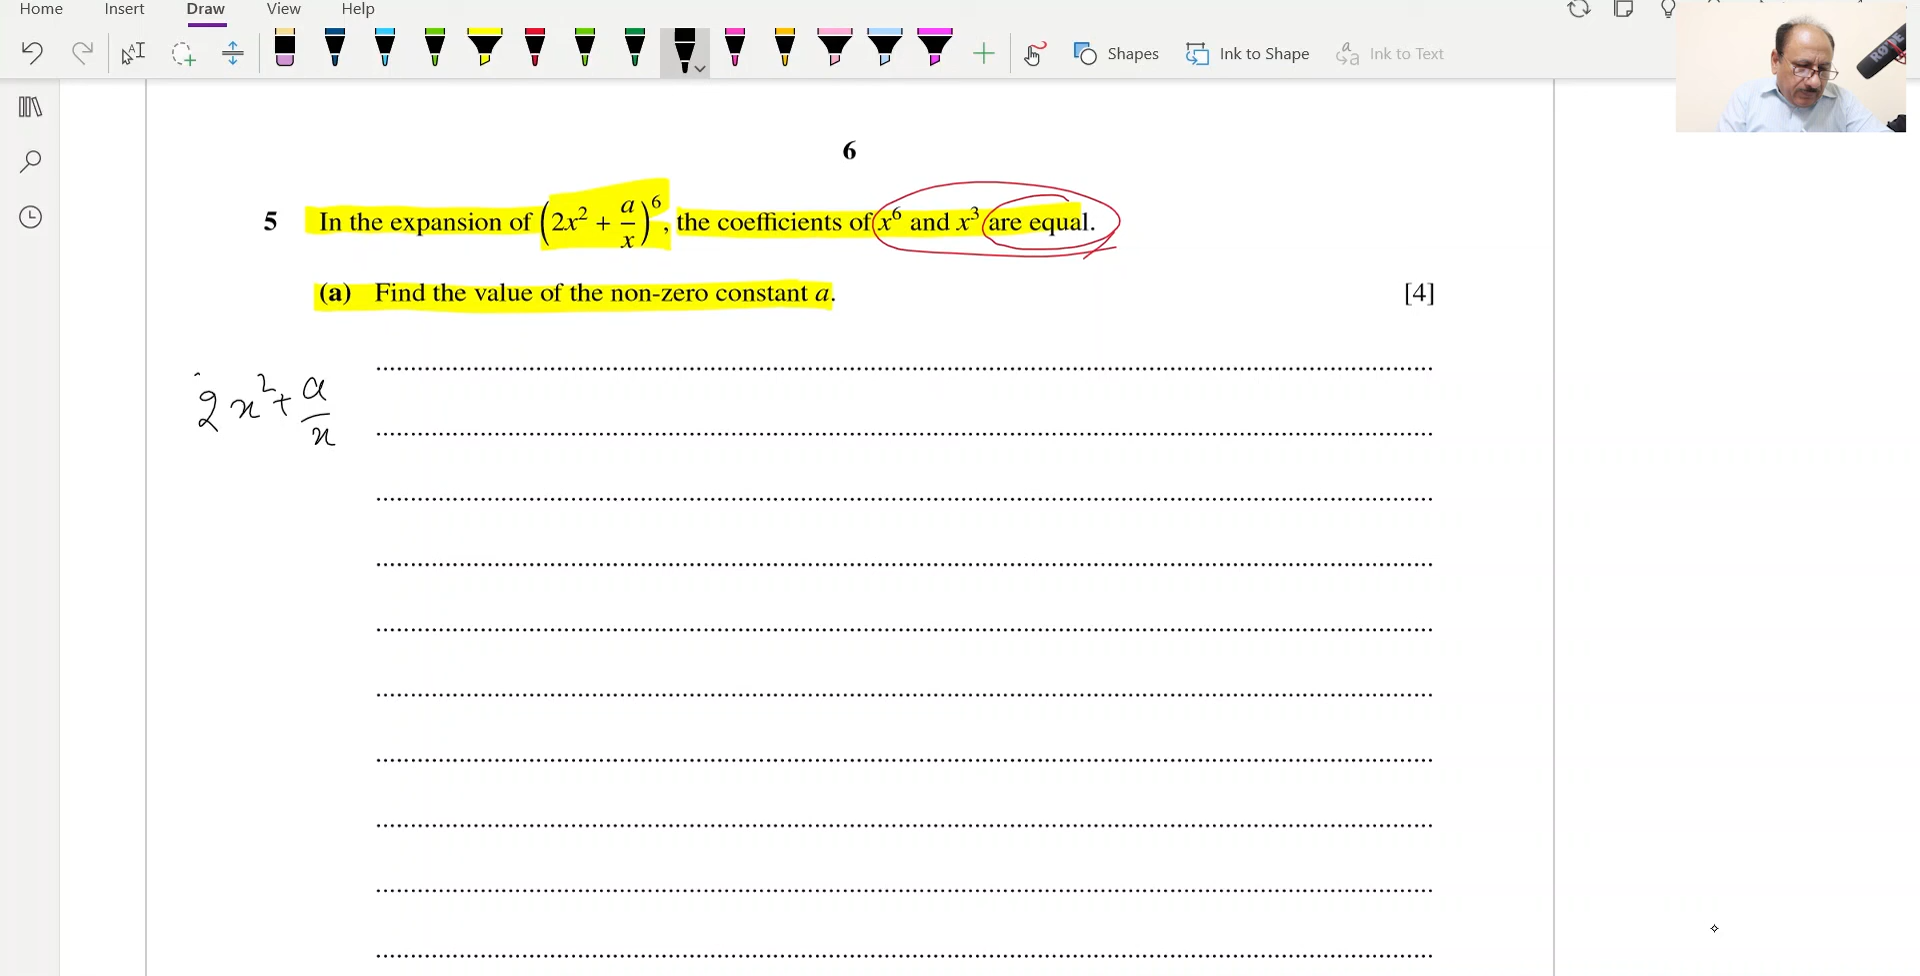 Home Insert Draw View Help
Shapes Ink to Shape Ink to Text
RODE
6
5 In the expansion of (2x² + a/x)⁶, the coefficients of x⁶ and x³ are equal.
(a) Find the value of the non-zero constant a. [4]
2x² + a/x